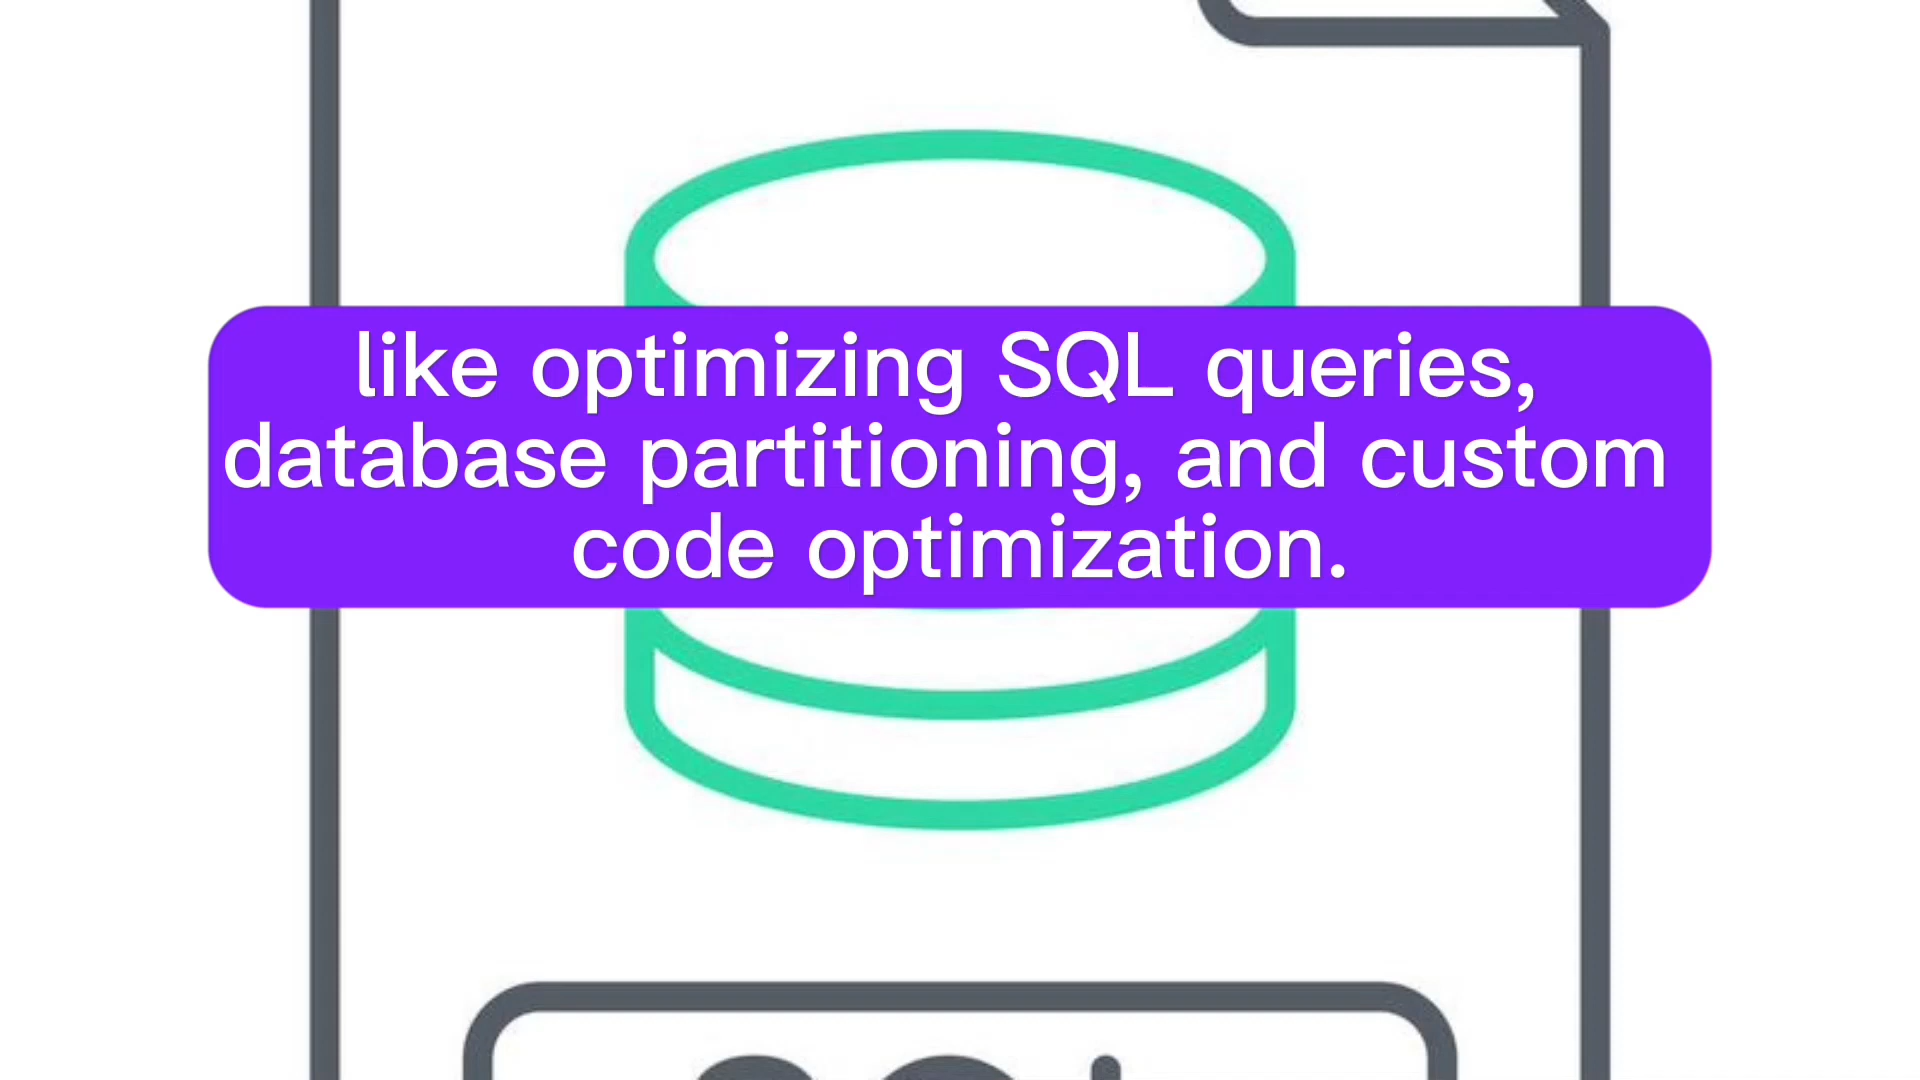 like optimizing SQL queries,
database partitioning, and custom
code optimization.